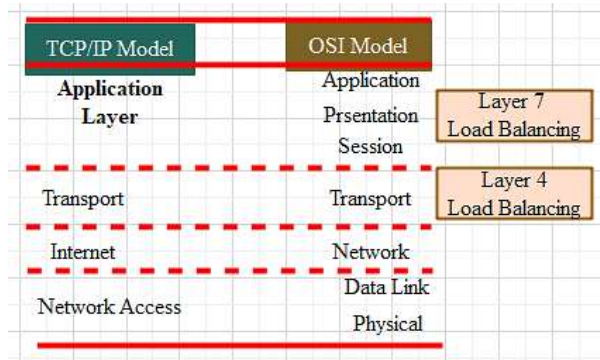 TCP/IP Model
OSI Model
Application
Layer
Application
Prsentation
Session
Layer 7
Load Balancing
Transport
Transport
Layer 4
Load Balancing
Internet
Network
Network Access
Data Link
Physical